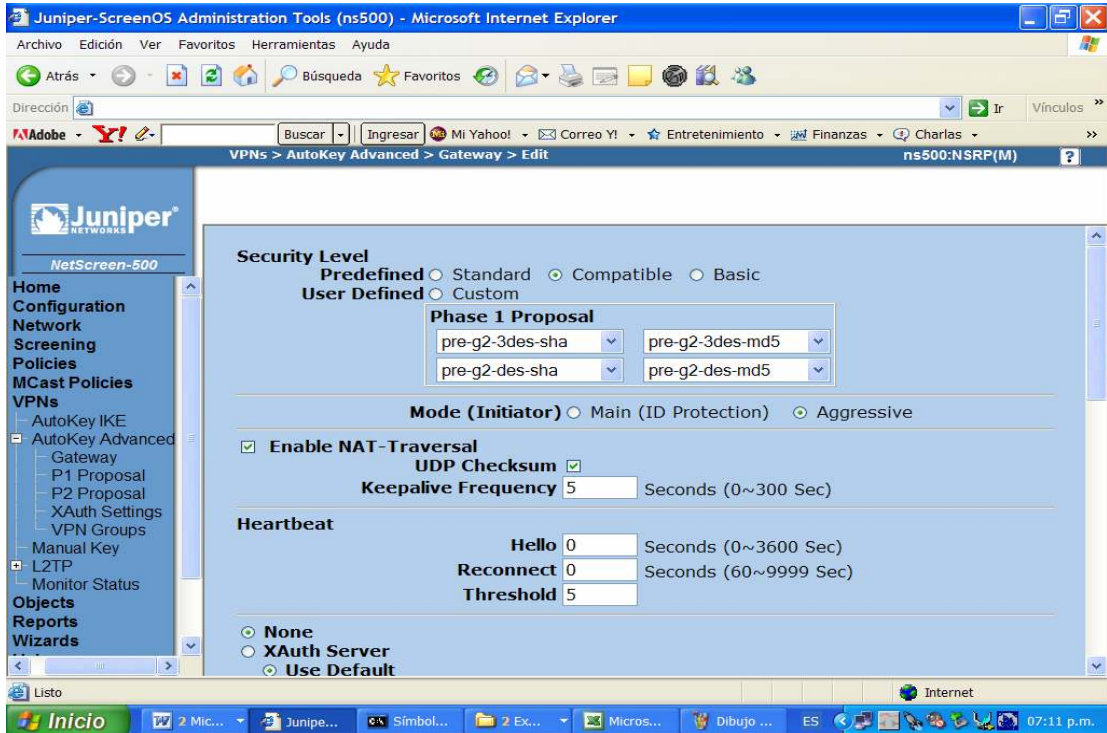 Juniper-ScreenOS Administration Tools (ns500) - Microsoft Internet Explorer
Archivo Edición Ver Favoritos Herramientas Ayuda
Atrás Búsqueda Favoritos
Dirección Ir Vínculos »
Adobe Y! Buscar Ingresar Mi Yahoo! Correo Y! Entretenimiento Finanzas Charlas »
VPNs > AutoKey Advanced > Gateway > Edit ns500:NSRP(M) ?
Juniper
NETWORKS
NetScreen-500
Home
Configuration
Network
Screening
Policies
MCast Policies
VPNs
AutoKey IKE
AutoKey Advanced
Gateway
P1 Proposal
P2 Proposal
XAuth Settings
VPN Groups
Manual Key
L2TP
Monitor Status
Objects
Reports
Wizards
Security Level
Predefined Standard Compatible Basic
User Defined Custom
Phase 1 Proposal
pre-g2-3des-sha pre-g2-3des-md5
pre-g2-des-sha pre-g2-des-md5
Mode (Initiator) Main (ID Protection) Aggressive
Enable NAT-Traversal
UDP Checksum
Keepalive Frequency 5 Seconds (0~300 Sec)
Heartbeat
Hello 0 Seconds (0~3600 Sec)
Reconnect 0 Seconds (60~9999 Sec)
Threshold 5
None
XAuth Server
Use Default
Listo Internet
Inicio 2 Mic... Junipe... Símbol... 2 Ex... Micros... Dibujo ... ES 07:11 p.m.